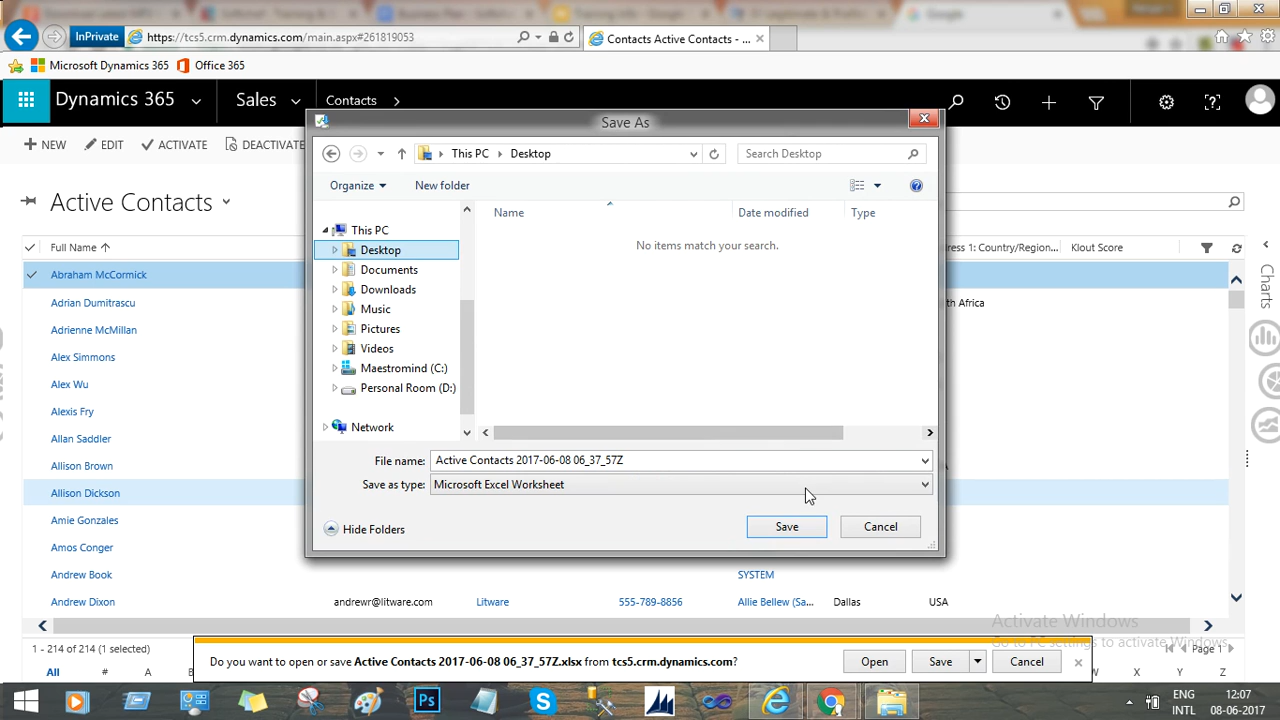 InPrivate
https://tcs5.crm.dynamics.com/main.aspx#261819053
Contacts Active Contacts - ...
Microsoft Dynamics 365
Office 365
Dynamics 365
Sales
Contacts
NEW
EDIT
ACTIVATE
DEACTIVATE
Save As
This PC
Desktop
Search Desktop
Organize
New folder
Active Contacts
Name
Date modified
Type
No items match your search.
This PC
Desktop
Documents
Downloads
Music
Pictures
Videos
Maestromind (C:)
Personal Room (D:)
Network
File name:
Active Contacts 2017-06-08 06_37_57Z
Save as type:
Microsoft Excel Worksheet
Hide Folders
Save
Cancel
Full Name
Klout Score
Charts
Abraham McCormick
Adrian Dumitrascu
Adrienne McMillan
Alex Simmons
Alex Wu
Alexis Fry
Allan Saddler
Allison Brown
Allison Dickson
Amie Gonzales
Amos Conger
Andrew Book
SYSTEM
Andrew Dixon
andrewr@litware.com
Litware
555-789-8856
Allie Bellew (Sa...
Dallas
USA
1 - 214 of 214 (1 selected)
Page 1
All
#
A
W
X
Y
Z
Activate Windows
Go to PC settings to activate Windows.
Do you want to open or save Active Contacts 2017-06-08 06_37_57Z.xlsx from tcs5.crm.dynamics.com?
Open
Save
Cancel
ENG
INTL
12:07
08-06-2017